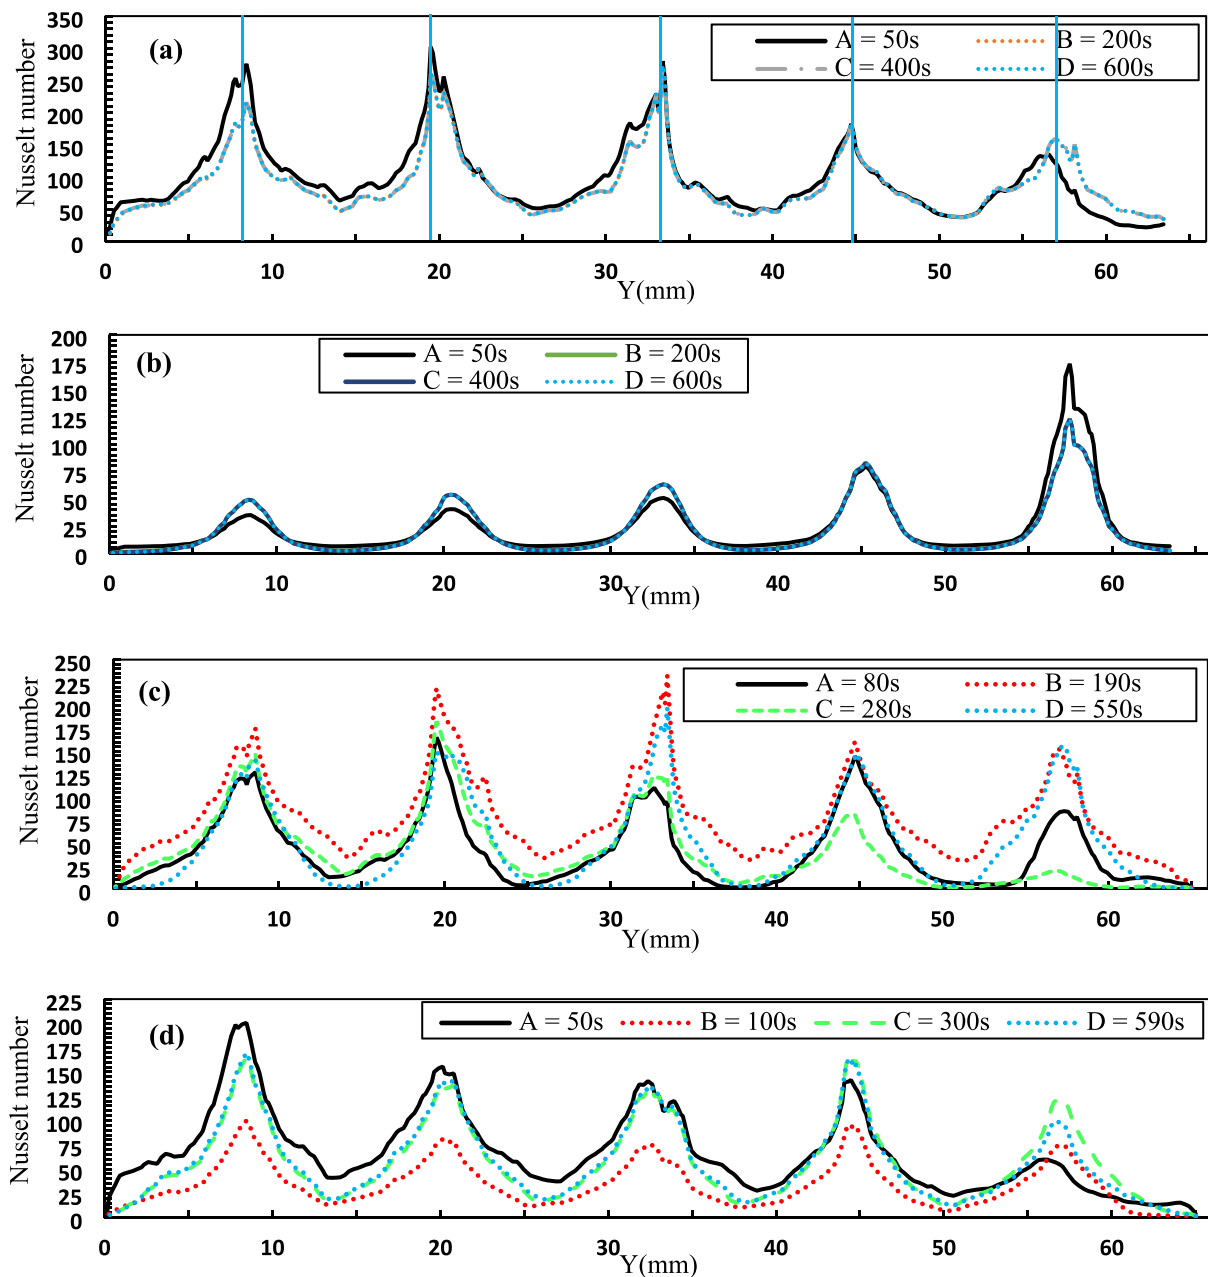 350
300
250
200
150
100
50
0
Nusselt number
(a)
A = 50s B = 200s
C = 400s D = 600s
0 10 20 30 40 50 60
Y(mm)
200
175
150
125
100
75
50
25
0
Nusselt number
(b)
A = 50s B = 200s
C = 400s D = 600s
0 10 20 30 40 50 60
Y(mm)
250
225
200
175
150
125
100
75
50
25
0
Nusselt number
(c)
A = 80s B = 190s
C = 280s D = 550s
0 10 20 30 40 50 60
Y(mm)
225
200
175
150
125
100
75
50
25
0
Nusselt number
(d)
A = 50s B = 100s C = 300s D = 590s
0 10 20 30 40 50 60
Y(mm)